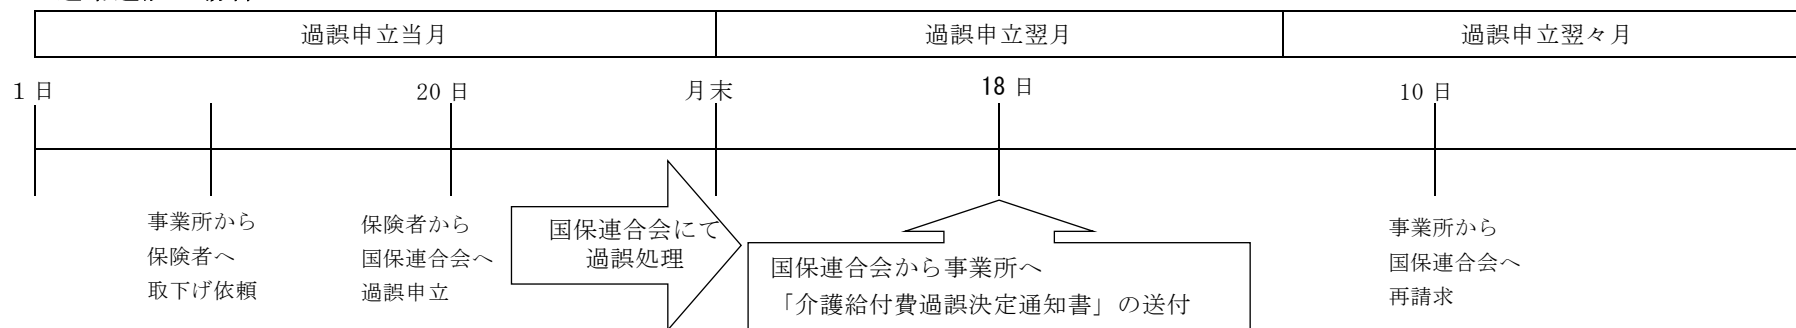 過誤申立当月
過誤申立翌月
過誤申立翌々月
1日
20日
月末
18日
10日
事業所から
保険者へ
取下げ依頼
保険者から
国保連合会へ
過誤申立
国保連合会にて
過誤処理
国保連合会から事業所へ
「介護給付費過誤決定通知書」の送付
事業所から
国保連合会へ
再請求